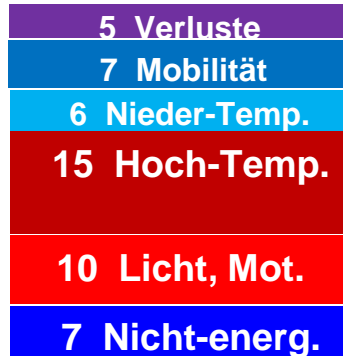 5 Verluste
7 Mobilität
6 Nieder-Temp.
15 Hoch-Temp.
10 Licht, Mot.
7 Nicht-energ.